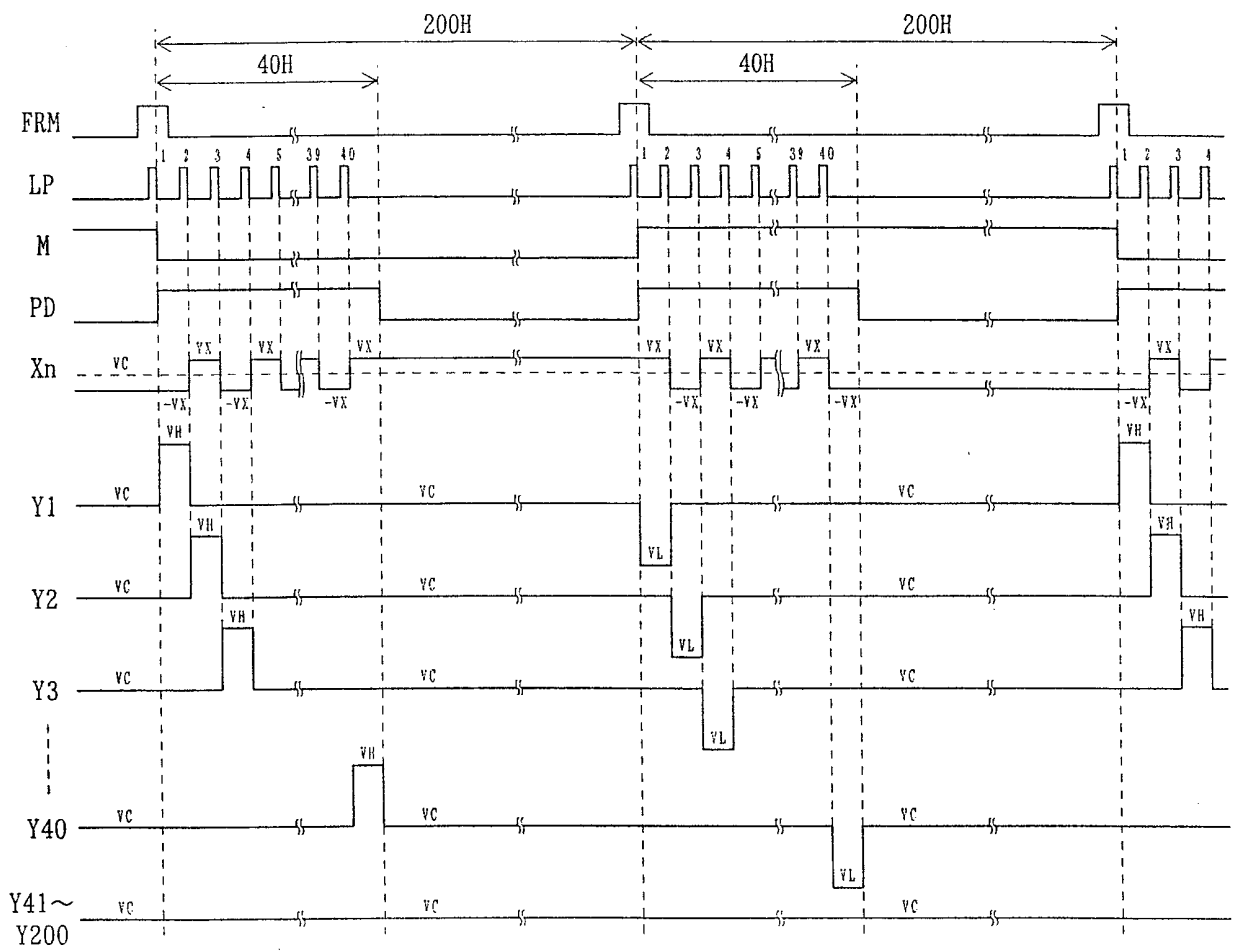 200H 200H
40H 40H
FRM
1 2 3 4 5 39 40 1 2 3 4 5 39 40 1 2 3 4
LP
M
PD
VX VX VX VX VX VX VX
Xn VC
-VX -VX -VX -VX -VX -VX -VX
VH VH
VC VC VC
Y1
VH VL VH
VC VC VC
Y2
VH VL VH
VC VC VC
Y3
VL
VH
VC VC VC
Y40
VL
Y41～ VC VC VC
Y200